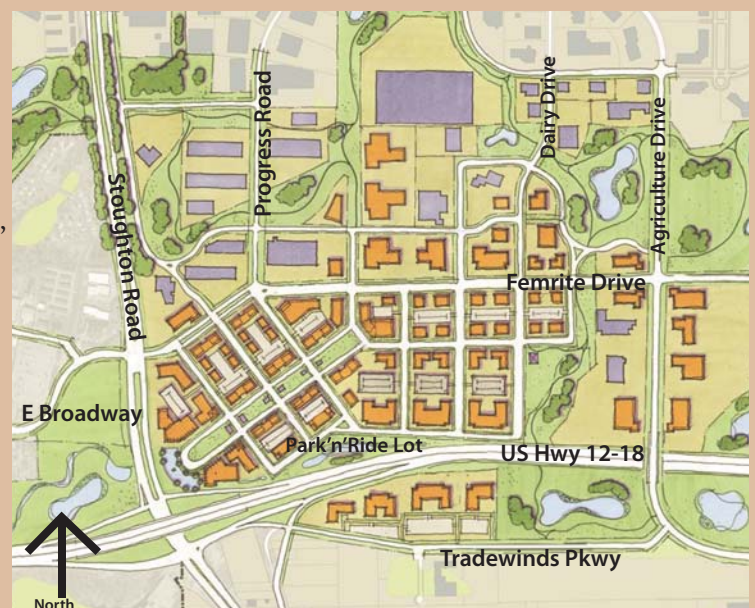 ,
Stoughton Road
Progress Road
Dairy Drive
Agriculture Drive
Femrite Drive
E Broadway
Park'n'Ride Lot
US Hwy 12-18
Tradewinds Pkwy
North